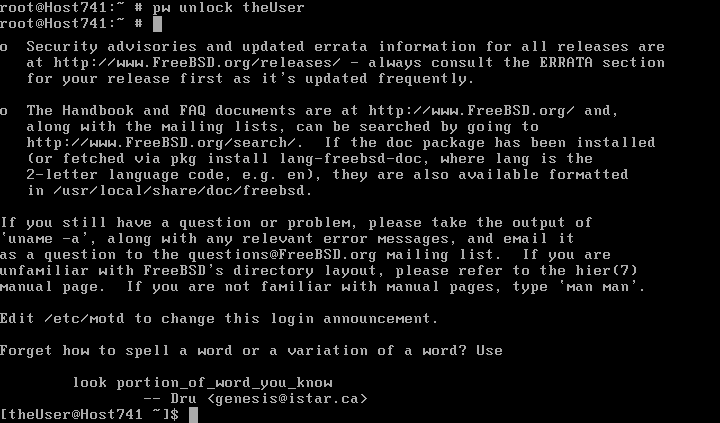 root@Host741:~ # pw unlock theUser
root@Host741:~ #
o  Security advisories and updated errata information for all releases are
   at http://www.FreeBSD.org/releases/ - always consult the ERRATA section
   for your release first as it's updated frequently.

o  The Handbook and FAQ documents are at http://www.FreeBSD.org/ and,
   along with the mailing lists, can be searched by going to
   http://www.FreeBSD.org/search/.  If the doc package has been installed
   (or fetched via pkg install lang-freebsd-doc, where lang is the
   2-letter language code, e.g. en), they are also available formatted
   in /usr/local/share/doc/freebsd.

If you still have a question or problem, please take the output of
`uname -a', along with any relevant error messages, and email it
as a question to the questions@FreeBSD.org mailing list.  If you are
unfamiliar with FreeBSD's directory layout, please refer to the hier(7)
manual page.  If you are not familiar with manual pages, type `man man'.

Edit /etc/motd to change this login announcement.

Forget how to spell a word or a variation of a word? Use

        look portion_of_word_you_know
                -- Dru <genesis@istar.ca>
[theUser@Host741 ~]$